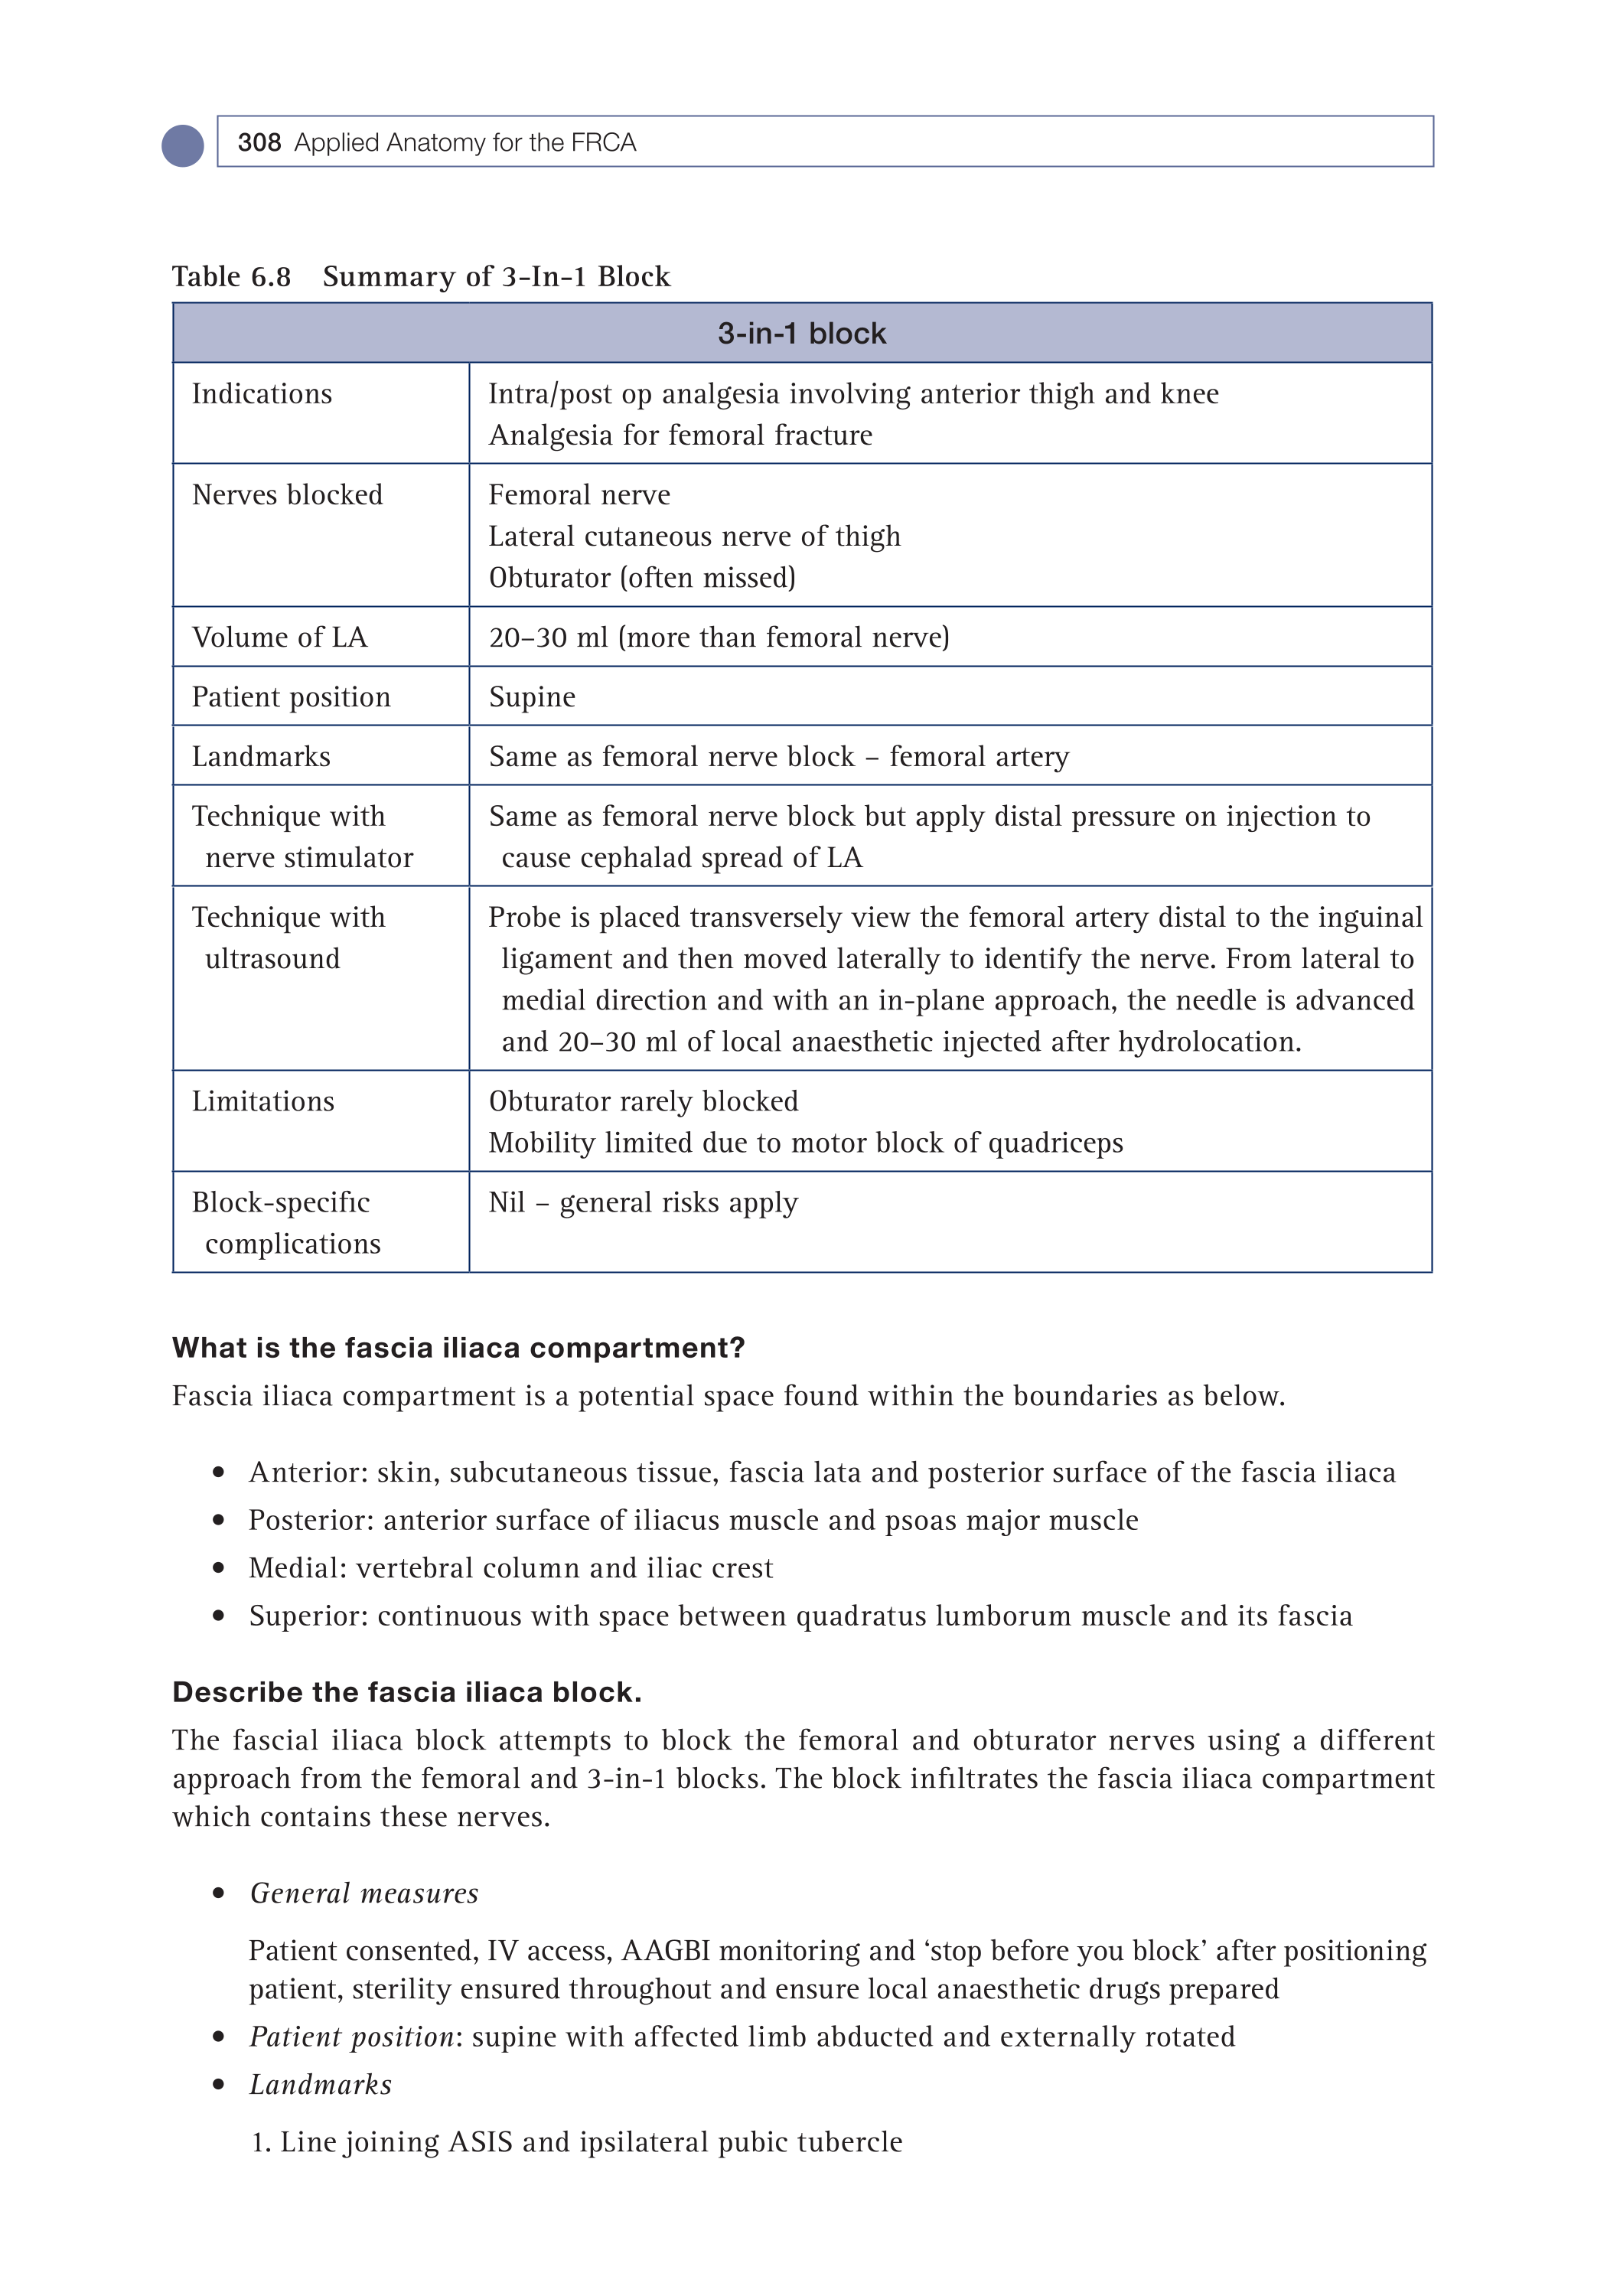 308 Applied Anatomy for the FRCA
Table 6.8 Summary of 3-In-1 Block
3-in-1 block
Indications
Intra/post op analgesia involving anterior thigh and knee
Analgesia for femoral fracture
Nerves blocked
Femoral nerve
Lateral cutaneous nerve of thigh
Obturator (often missed)
Volume of LA
20–30 ml (more than femoral nerve)
Patient position
Supine
Landmarks
Same as femoral nerve block – femoral artery
Technique with
nerve stimulator
Same as femoral nerve block but apply distal pressure on injection to
cause cephalad spread of LA
Technique with
ultrasound
Probe is placed transversely view the femoral artery distal to the inguinal
ligament and then moved laterally to identify the nerve. From lateral to
medial direction and with an in-plane approach, the needle is advanced
and 20–30 ml of local anaesthetic injected after hydrolocation.
Limitations
Obturator rarely blocked
Mobility limited due to motor block of quadriceps
Block-specific
complications
Nil – general risks apply
What is the fascia iliaca compartment?
Fascia iliaca compartment is a potential space found within the boundaries as below.
• Anterior: skin, subcutaneous tissue, fascia lata and posterior surface of the fascia iliaca
• Posterior: anterior surface of iliacus muscle and psoas major muscle
• Medial: vertebral column and iliac crest
• Superior: continuous with space between quadratus lumborum muscle and its fascia
Describe the fascia iliaca block.
The fascial iliaca block attempts to block the femoral and obturator nerves using a different
approach from the femoral and 3-in-1 blocks. The block infiltrates the fascia iliaca compartment
which contains these nerves.
• General measures
Patient consented, IV access, AAGBI monitoring and ‘stop before you block’ after positioning
patient, sterility ensured throughout and ensure local anaesthetic drugs prepared
• Patient position: supine with affected limb abducted and externally rotated
• Landmarks
1. Line joining ASIS and ipsilateral pubic tubercle